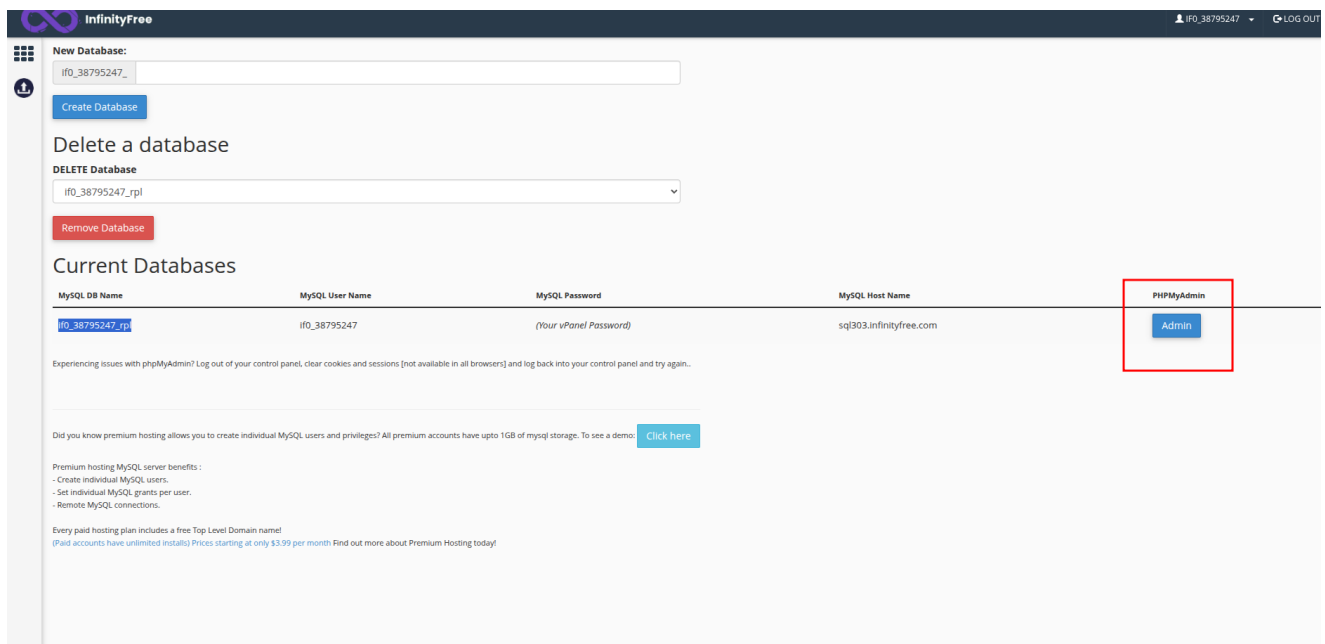 InfinityFree
IF0_38795247
LOG OUT
New Database:
if0_38795247_
Create Database
Delete a database
DELETE Database
if0_38795247_rpl
Remove Database
Current Databases
MySQL DB Name MySQL User Name MySQL Password MySQL Host Name PHPMyAdmin
if0_38795247_rpl if0_38795247 (Your vPanel Password) sql303.infinityfree.com Admin
Experiencing issues with phpMyAdmin? Log out of your control panel, clear cookies and sessions [not available in all browsers] and log back into your control panel and try again..
Did you know premium hosting allows you to create individual MySQL users and privileges? All premium accounts have upto 1GB of mysql storage. To see a demo: Click here
Premium hosting MySQL server benefits :
- Create individual MySQL users.
- Set individual MySQL grants per user.
- Remote MySQL connections.
Every paid hosting plan includes a free Top Level Domain name!
(Paid accounts have unlimited installs) Prices starting at only $3.99 per month Find out more about Premium Hosting today!